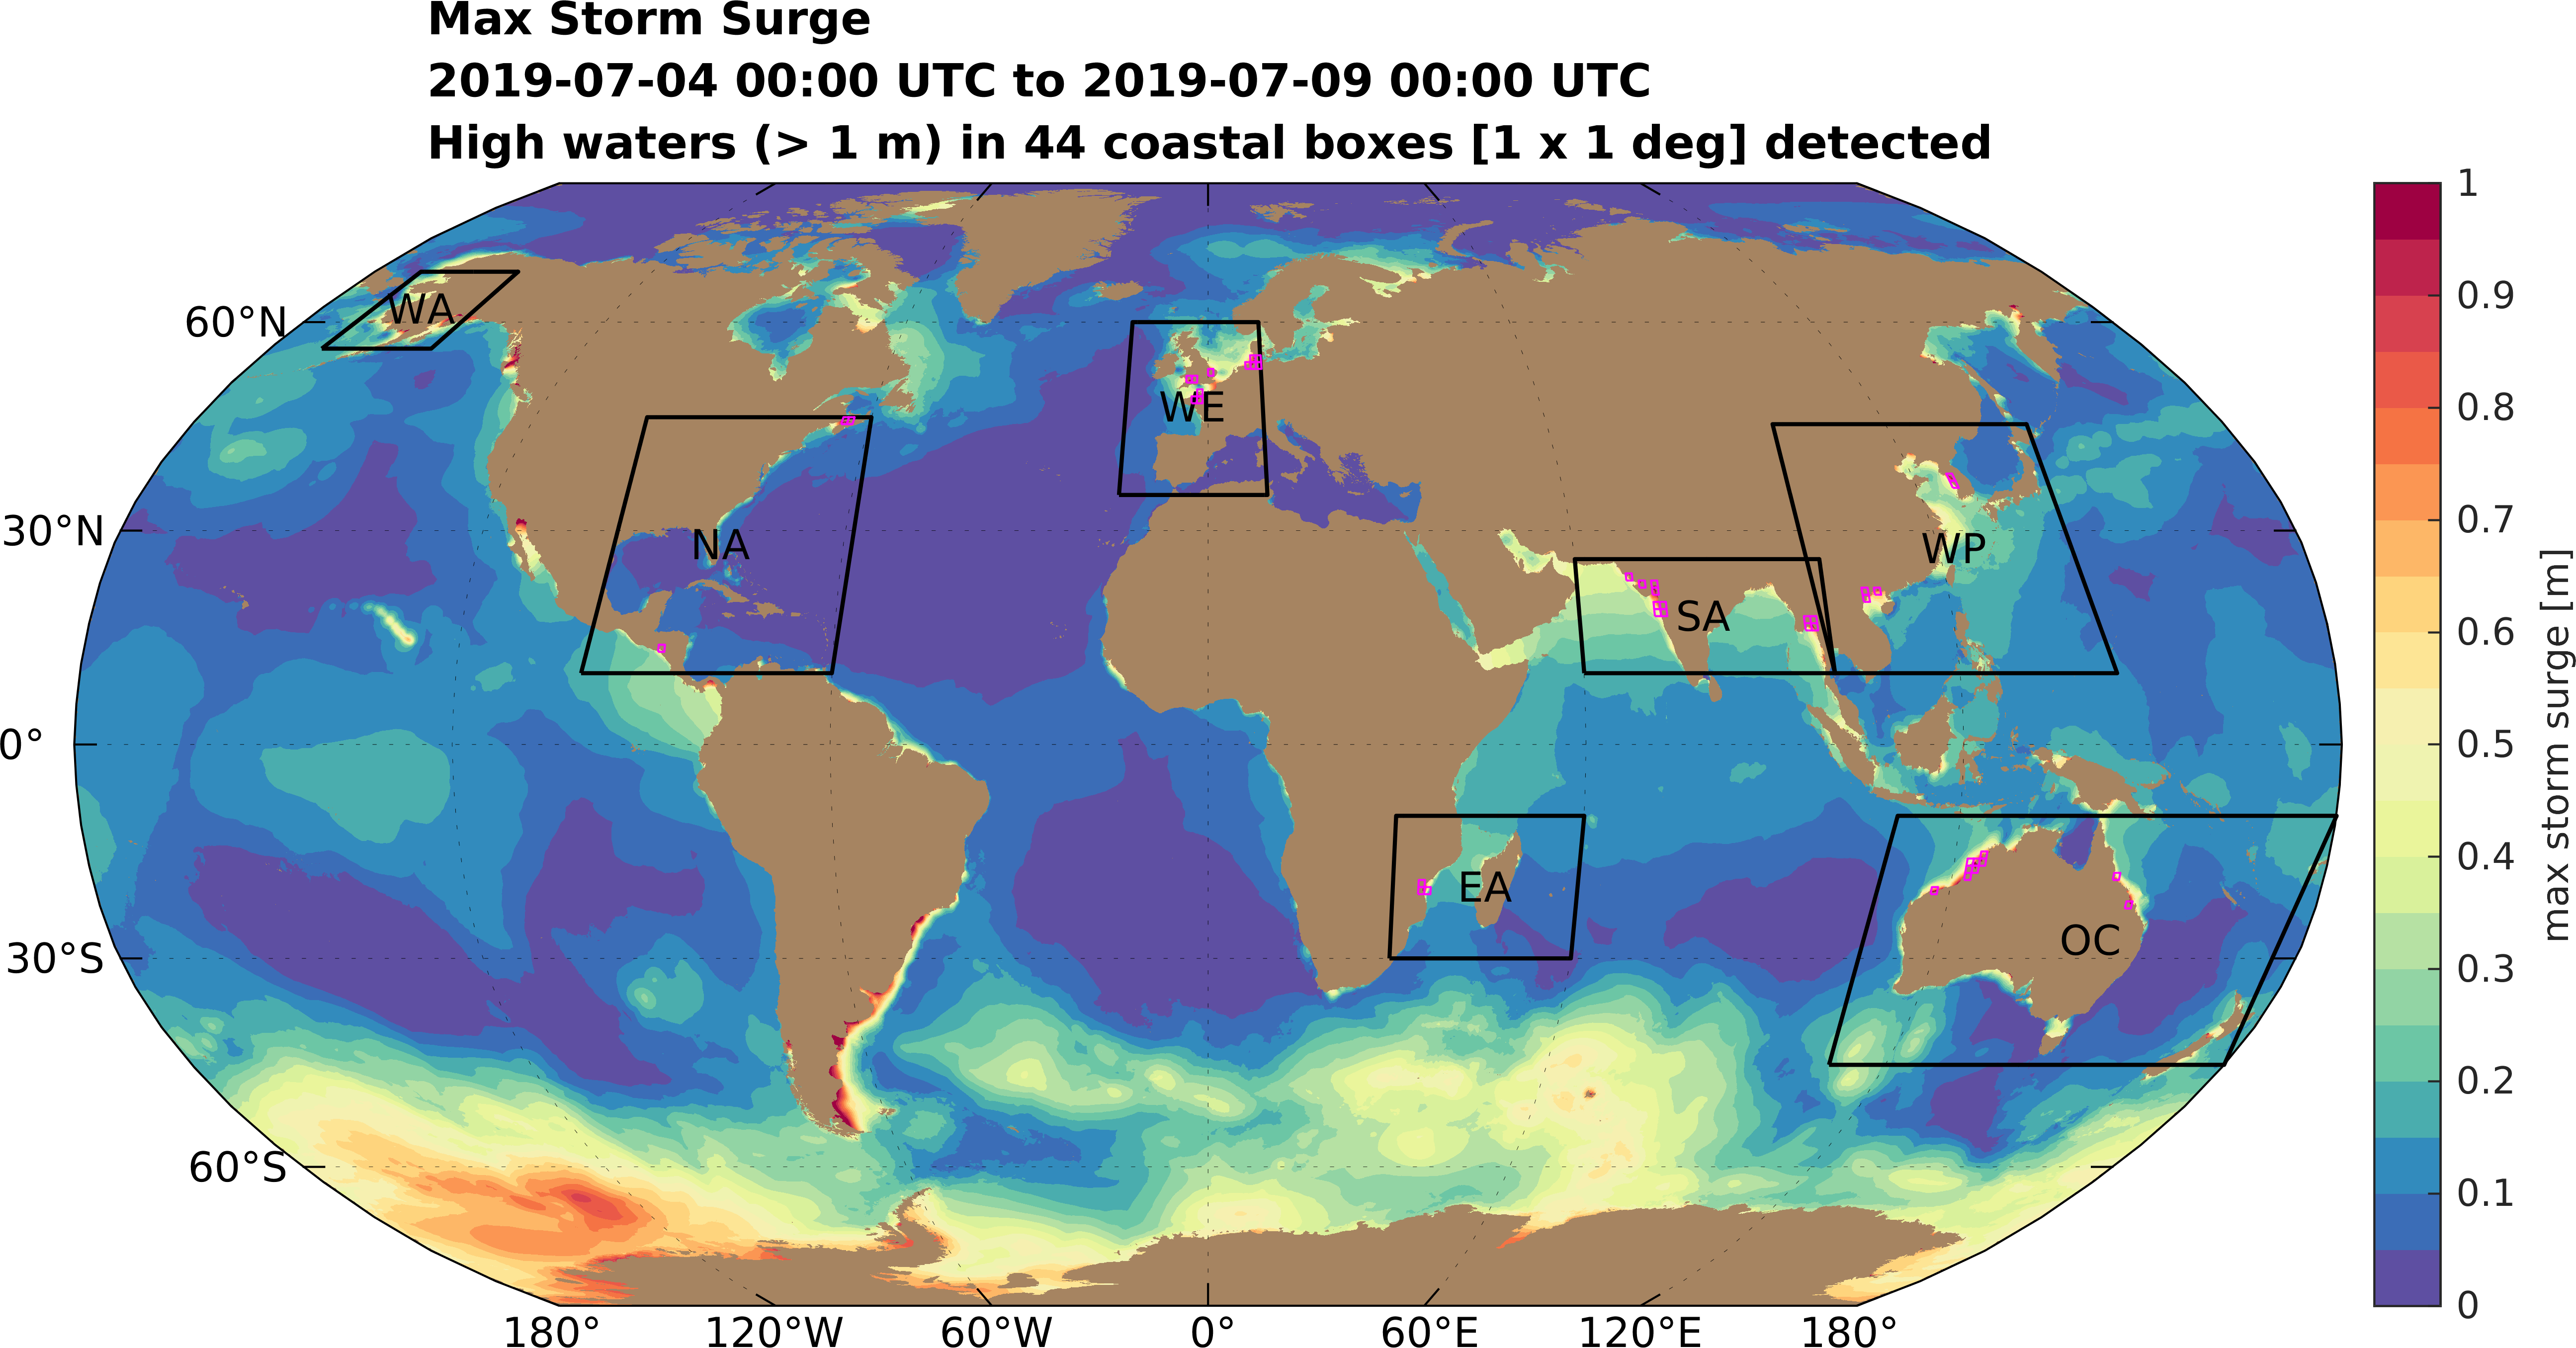 Max Storm Surge
2019-07-04 00:00 UTC to 2019-07-09 00:00 UTC
High waters (> 1 m) in 44 coastal boxes [1 x 1 deg] detected
60°N
30°N
0°
30°S
60°S
WA
NA
WE
SA
WP
EA
OC
180°
120°W
60°W
0°
60°E
120°E
180°
1
0.9
0.8
0.7
0.6
0.5
0.4
0.3
0.2
0.1
0
max storm surge [m]